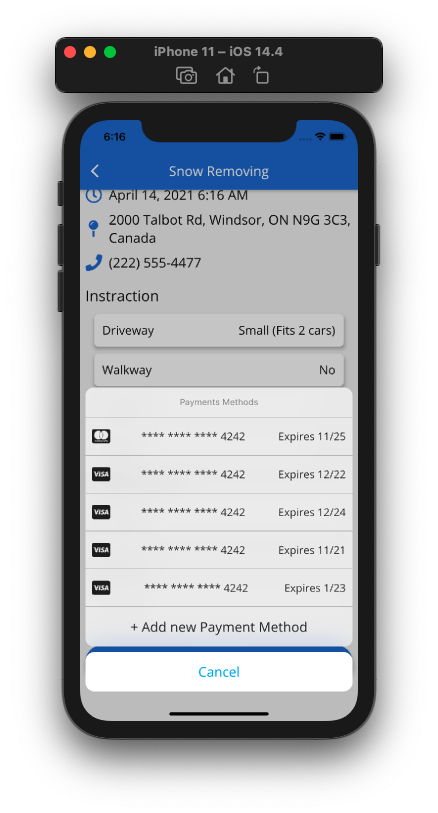 iPhone 11 – iOS 14.4
6:16
Snow Removing
April 14, 2021 6:16 AM
2000 Talbot Rd, Windsor, ON N9G 3C3,
Canada
(222) 555-4477
Instraction
Driveway Small (Fits 2 cars)
Walkway No
Payments Methods
**** **** **** 4242 Expires 11/25
VISA **** **** **** 4242 Expires 12/22
VISA **** **** **** 4242 Expires 12/24
VISA **** **** **** 4242 Expires 11/21
VISA **** **** **** 4242 Expires 1/23
+ Add new Payment Method
Cancel